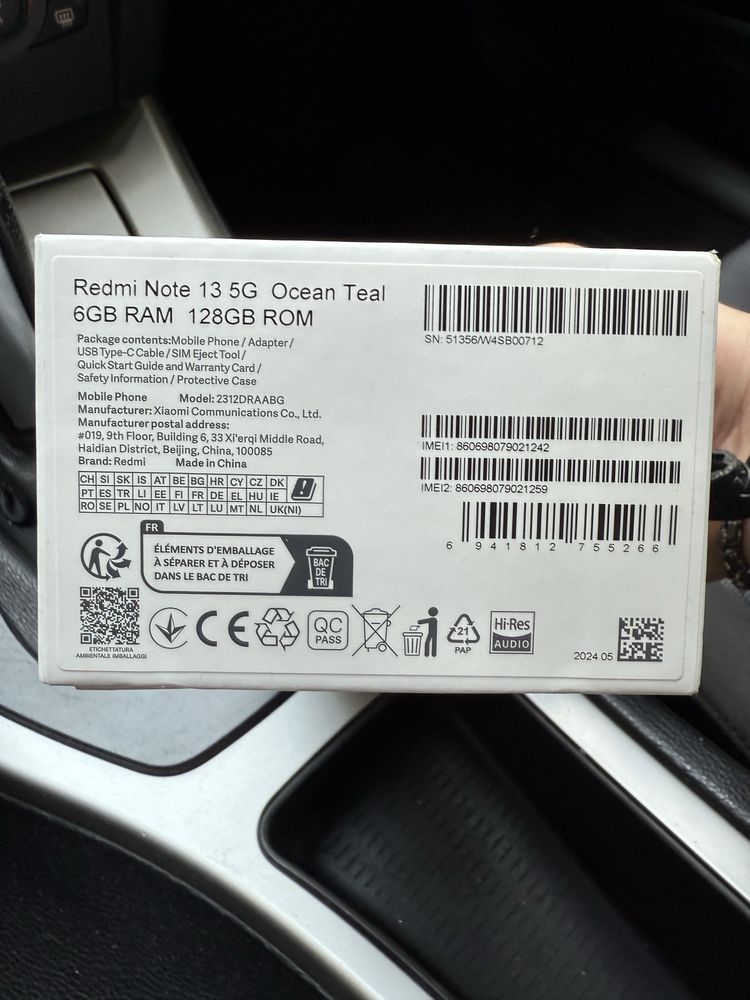 Redmi Note 13 5G Ocean Teal
6GB RAM 128GB ROM
Package contents:Mobile Phone / Adapter /
USB Type-C Cable / SIM Eject Tool /
Quick Start Guide and Warranty Card /
Safety Information / Protective Case
Mobile Phone Model: 2312DRAABG
Manufacturer: Xiaomi Communications Co., Ltd.
Manufacturer postal address:
#019, 9th Floor, Building 6, 33 Xi'erqi Middle Road,
Haidian District, Beijing, China, 100085
Brand: Redmi Made in China
CH SI SK IS AT BE BG HR CY CZ DK
PT ES TR LI EE FI FR DE EL HU IE
RO SE PL NO IT LV LT LU MT NL UK(NI)
SN: 51356/W4SB00712
IMEI1: 860698079021242
IMEI2: 860698079021259
6 941812 755266
FR
ÉLÉMENTS D'EMBALLAGE
À SÉPARER ET À DÉPOSER
DANS LE BAC DE TRI
BAC
DE
TRI
ETICHETTATURA
AMBIENTALE IMBALLAGGI
CE
QC
PASS
21
PAP
Hi-Res
AUDIO
2024.05